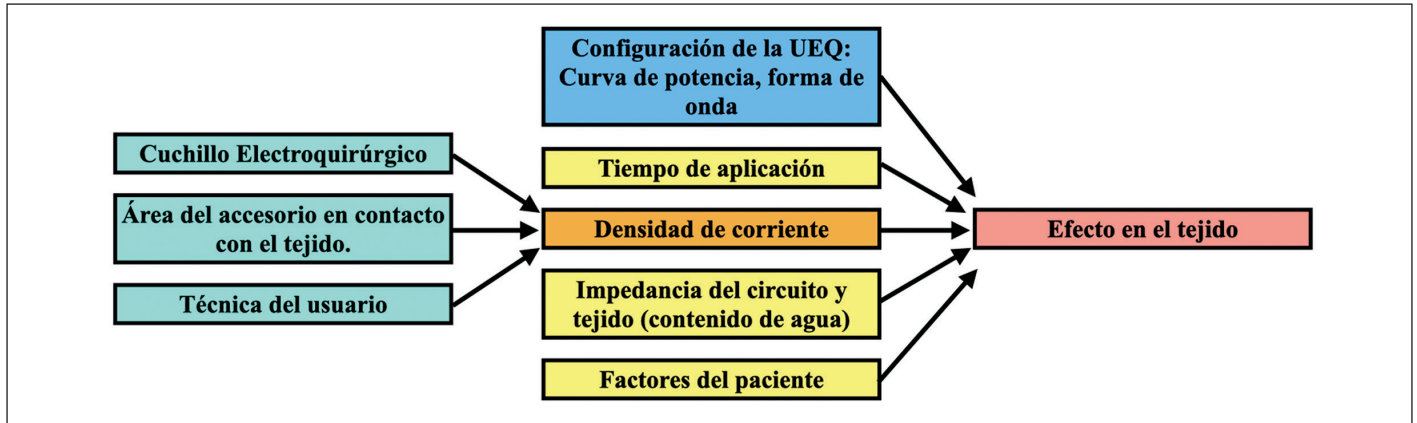 Cuchillo Electroquirúrgico
Área del accesorio en contacto
con el tejido.
Técnica del usuario
Configuración de la UEQ:
Curva de potencia, forma de
onda
Tiempo de aplicación
Densidad de corriente
Impedancia del circuito y
tejido (contenido de agua)
Factores del paciente
Efecto en el tejido